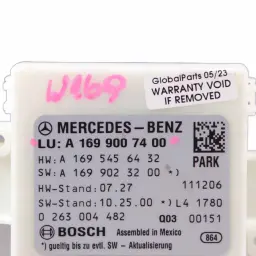 W169
GlobalParts 05/23
WARRANTY VOID
IF REMOVED
MERCEDES-BENZ
LU: A 169 900 74 00
HW: A 169 545 64 32
SW: A 169 902 32 00 *)
PARK
HW-Stand: 07.27
111206
SW-Stand: 10.25.00 *)
L4 1780
0 263 004 482
Q03
00151
BOSCH
Assembled in Mexico
*) gueltig bis zu evtl. SW - Aktualisierung
864